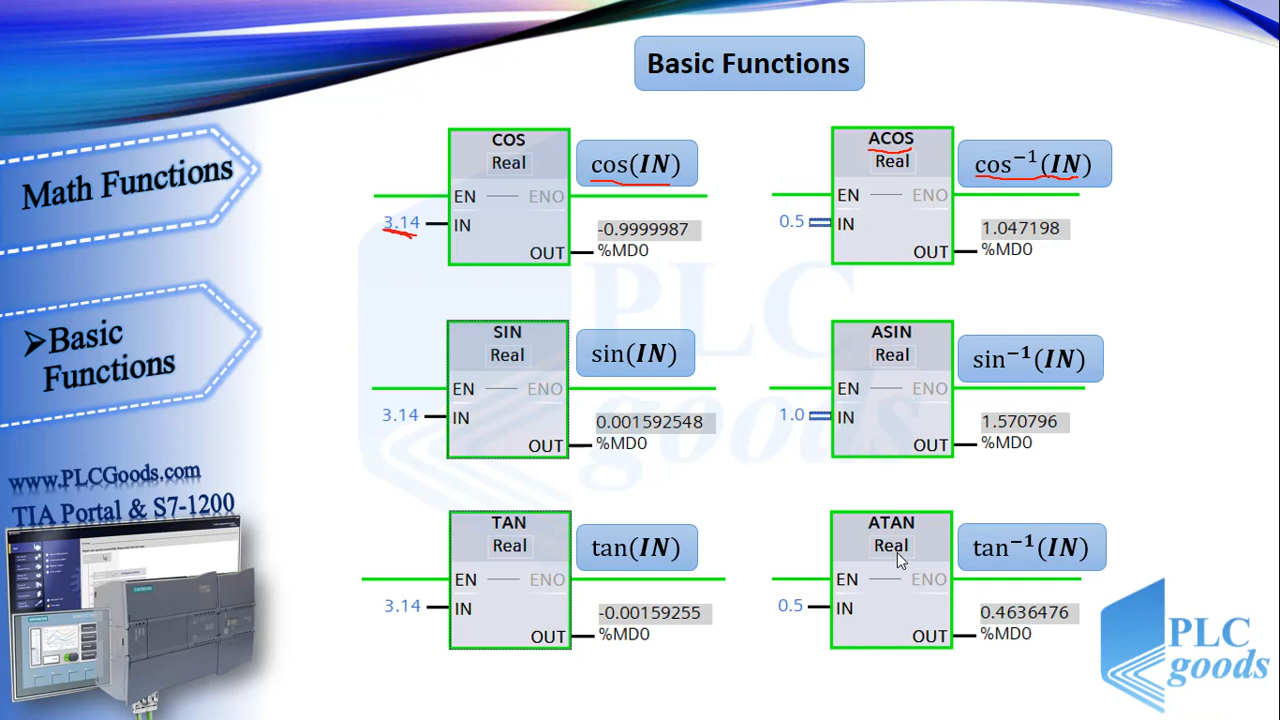 Basic Functions
Math Functions
➢Basic
Functions
www.PLCGoods.com
TIA Portal & S7-1200
COS
Real
cos(IN)
EN
ENO
3.14
IN
-0.9999987
OUT
%MD0
ACOS
Real
cos⁻¹(IN)
EN
ENO
0.5
IN
1.047198
OUT
%MD0
SIN
Real
sin(IN)
EN
ENO
3.14
IN
0.001592548
OUT
%MD0
ASIN
Real
sin⁻¹(IN)
EN
ENO
1.0
IN
1.570796
OUT
%MD0
TAN
Real
tan(IN)
EN
ENO
3.14
IN
-0.00159255
OUT
%MD0
ATAN
Real
tan⁻¹(IN)
EN
ENO
0.5
IN
0.4636476
OUT
%MD0
PLC
goods
PLC
goods
SIEMENS